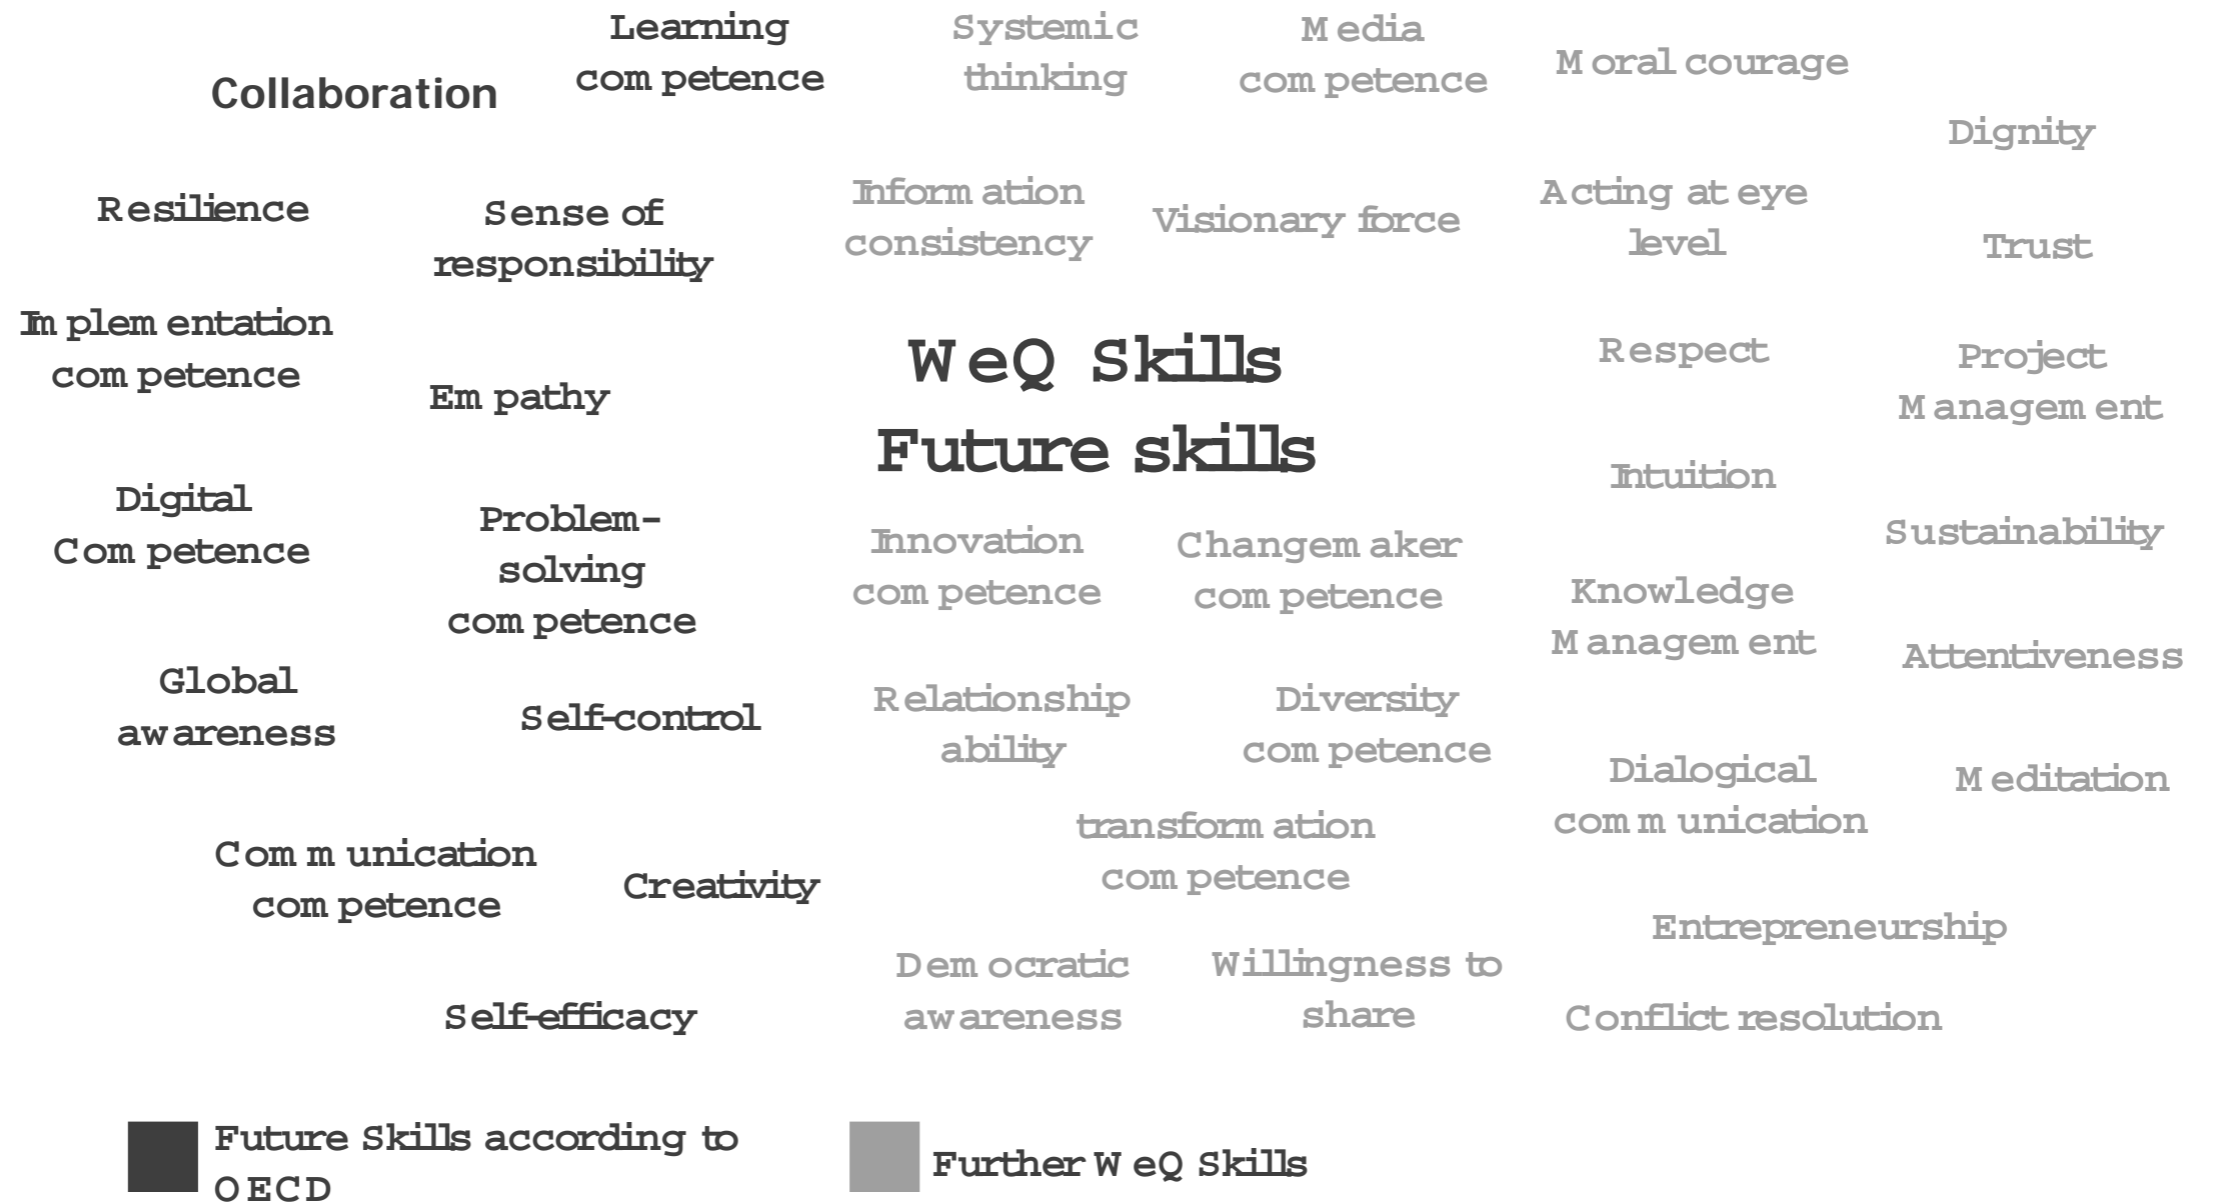 Learning
competence
Systemic
thinking
Media
competence
Moral courage
Collaboration
Dignity
Resilience
Sense of
responsibility
Information
consistency
Visionary force
Acting at eye
level
Trust
Implementation
competence
Empathy
WeQ Skills
Future skills
Respect
Project
Management
Digital
Competence
Problem-
solving
competence
Innovation
competence
Changemaker
competence
Intuition
Sustainability
Knowledge
Management
Attentiveness
Global
awareness
Self-control
Relationship
ability
Diversity
competence
Dialogical
communication
Meditation
transformation
competence
Communication
competence
Creativity
Entrepreneurship
Democratic
awareness
Willingness to
share
Self-efficacy
Conflict resolution
Future Skills according to
OECD
Further WeQ Skills